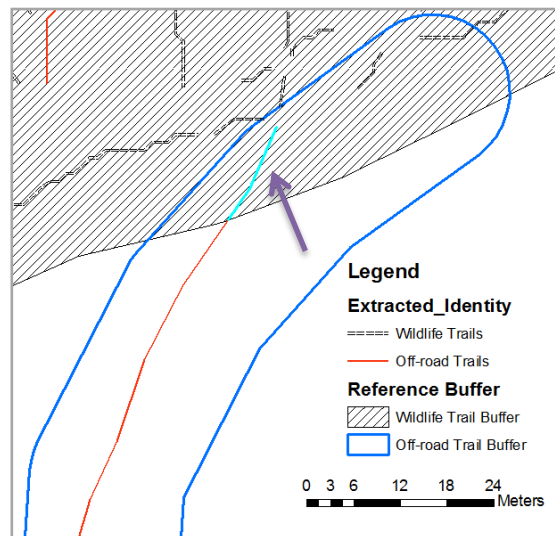 Legend
Extracted_Identity
Wildlife Trails
Off-road Trails
Reference Buffer
Wildlife Trail Buffer
Off-road Trail Buffer
0 3 6 12 18 24
Meters